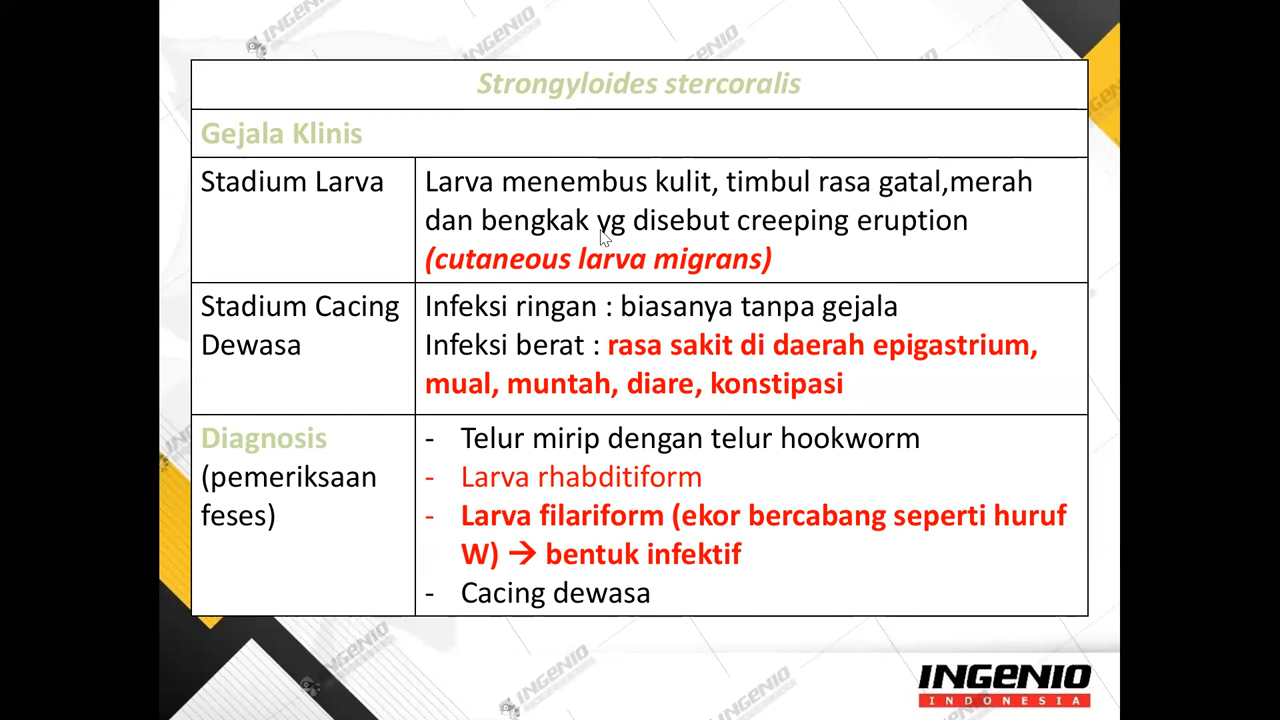 Strongyloides stercoralis
Gejala Klinis
Stadium Larva
Larva menembus kulit, timbul rasa gatal,merah
dan bengkak yg disebut creeping eruption
(cutaneous larva migrans)
Stadium Cacing
Dewasa
Infeksi ringan : biasanya tanpa gejala
Infeksi berat : rasa sakit di daerah epigastrium,
mual, muntah, diare, konstipasi
Diagnosis
(pemeriksaan
feses)
- Telur mirip dengan telur hookworm
- Larva rhabditiform
- Larva filariform (ekor bercabang seperti huruf
W) → bentuk infektif
- Cacing dewasa
INGENIO
INDONESIA